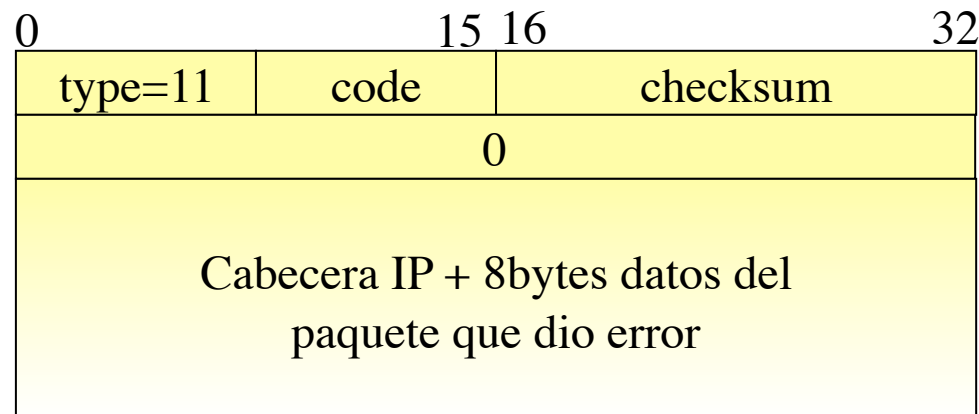 0 15 16 32
type=11 code checksum
0
Cabecera IP + 8bytes datos del
paquete que dio error